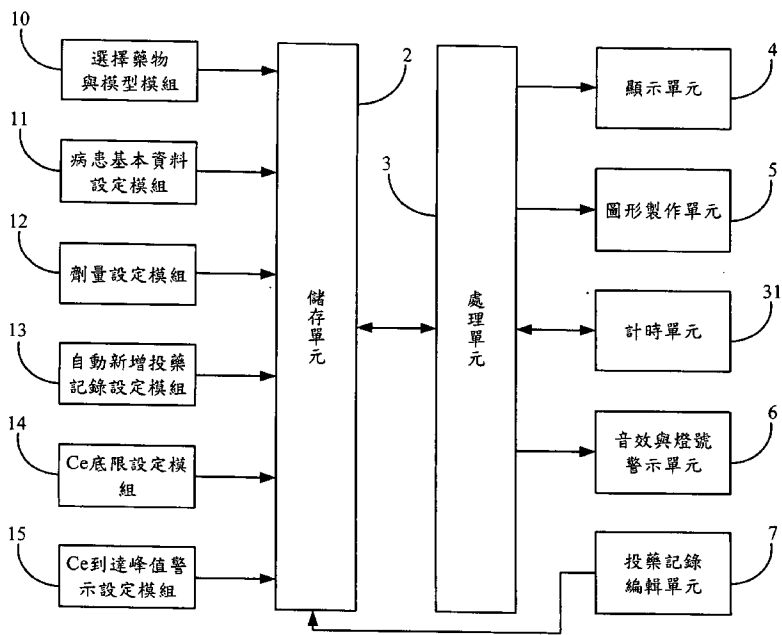 10
選擇藥物
與模型模組
11
病患基本資料
設定模組
12
劑量設定模組
13
自動新增投藥
記錄設定模組
14
Ce底限設定模
組
15
Ce到達峰值警
示設定模組
2
儲存單元
3
處理單元
4
顯示單元
5
圖形製作單元
31
計時單元
6
音效與燈號
警示單元
7
投藥記錄
編輯單元